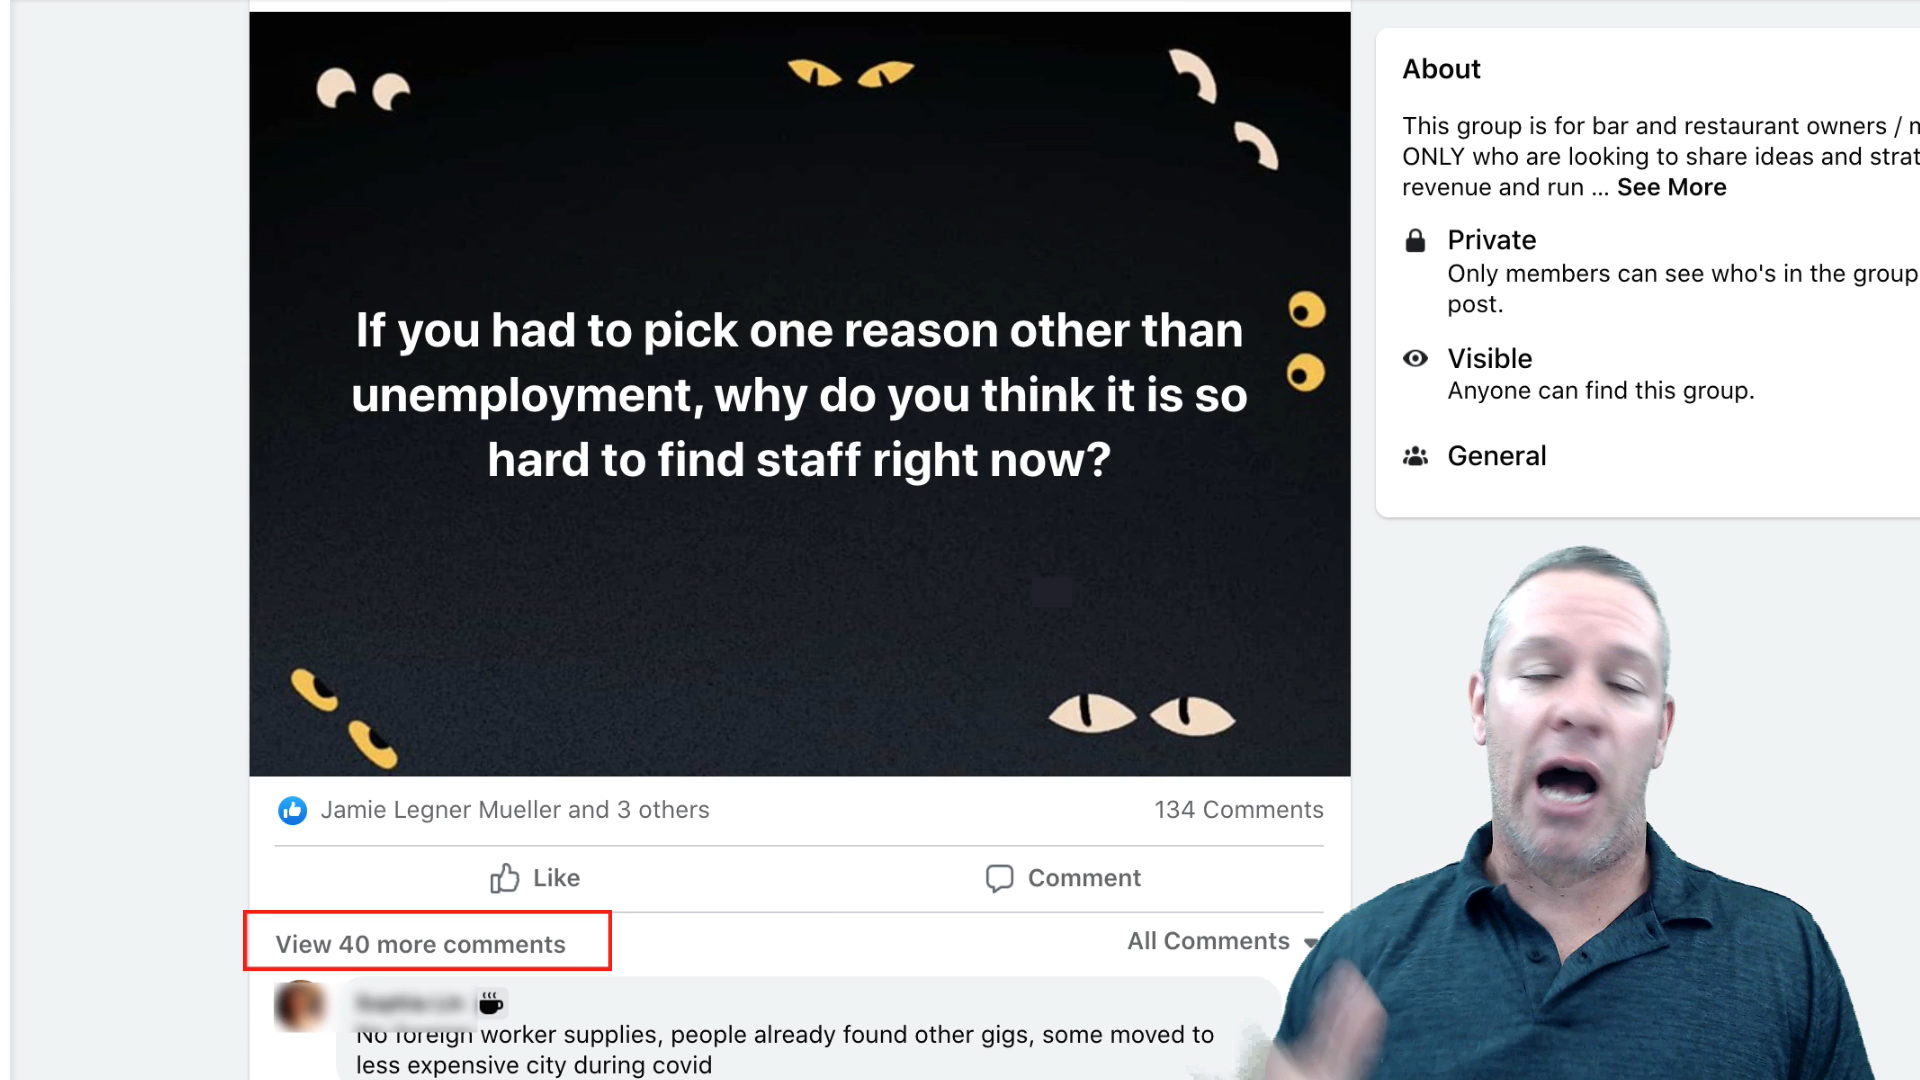 If you had to pick one reason other than
unemployment, why do you think it is so
hard to find staff right now?
Jamie Legner Mueller and 3 others
134 Comments
Like
Comment
View 40 more comments
All Comments
No foreign worker supplies, people already found other gigs, some moved to
less expensive city during covid
About
This group is for bar and restaurant owners /
ONLY who are looking to share ideas and strat
revenue and run ... See More
Private
Only members can see who's in the group
post.
Visible
Anyone can find this group.
General